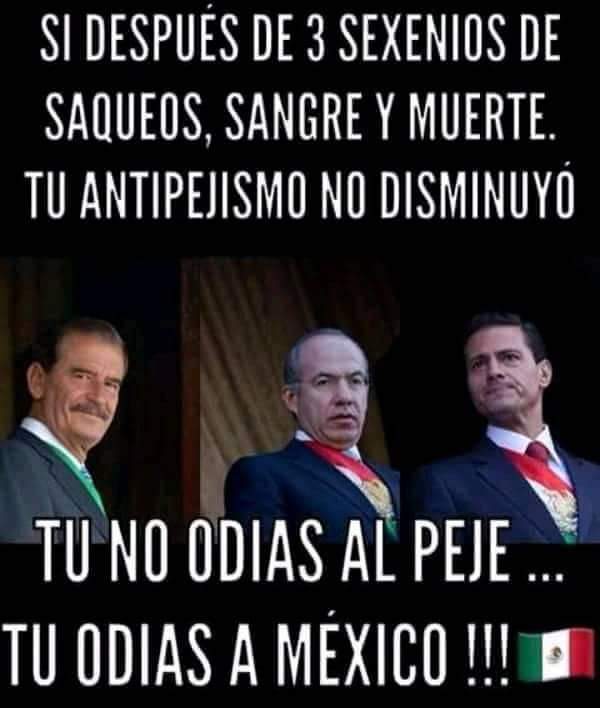 SI DESPUÉS DE 3 SEXENIOS DE
SAQUEOS, SANGRE Y MUERTE.
TU ANTIPEJISMO NO DISMINUYÓ
TU NO ODIAS AL PEJE ...
TU ODIAS A MÉXICO !!!🇲🇽